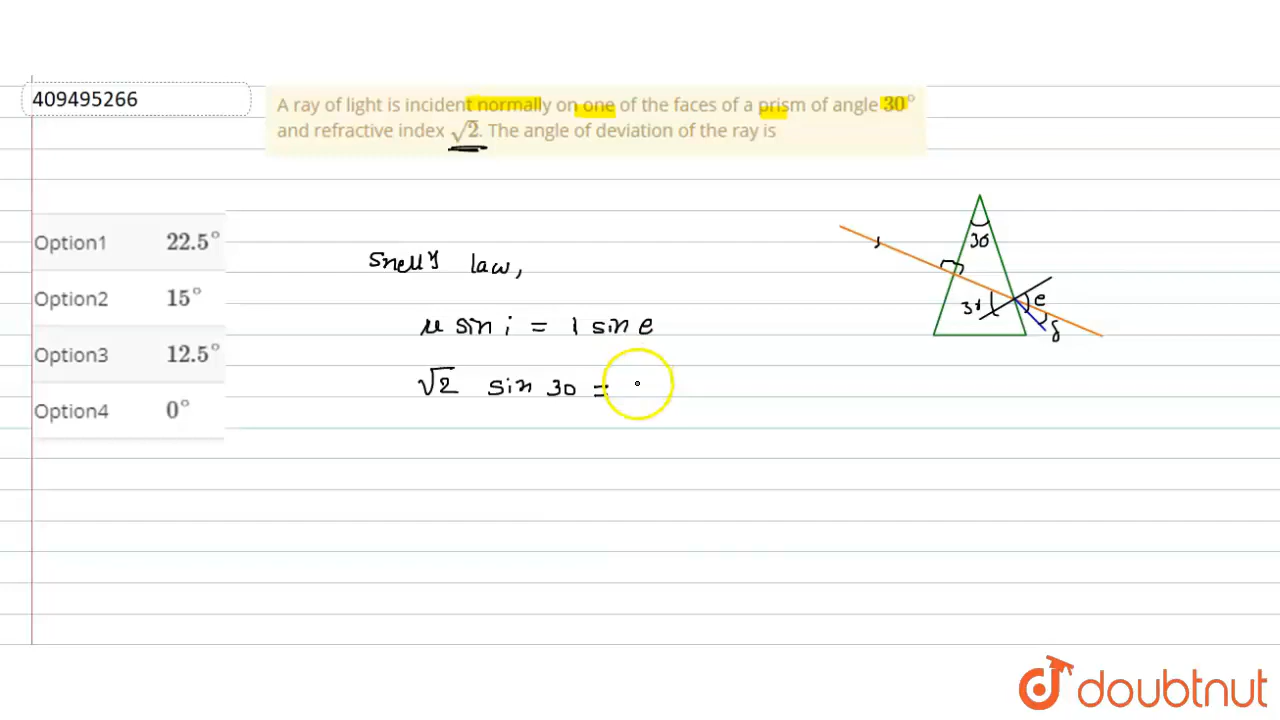 409495266
A ray of light is incident normally on one of the faces of a prism of angle 30°
and refractive index √2. The angle of deviation of the ray is
Option1 22.5°
Option2 15°
Option3 12.5°
Option4 0°
Snell's law,
μ sin i = 1 sin e
√2 sin 30 =
30
e
δ
doubtnut